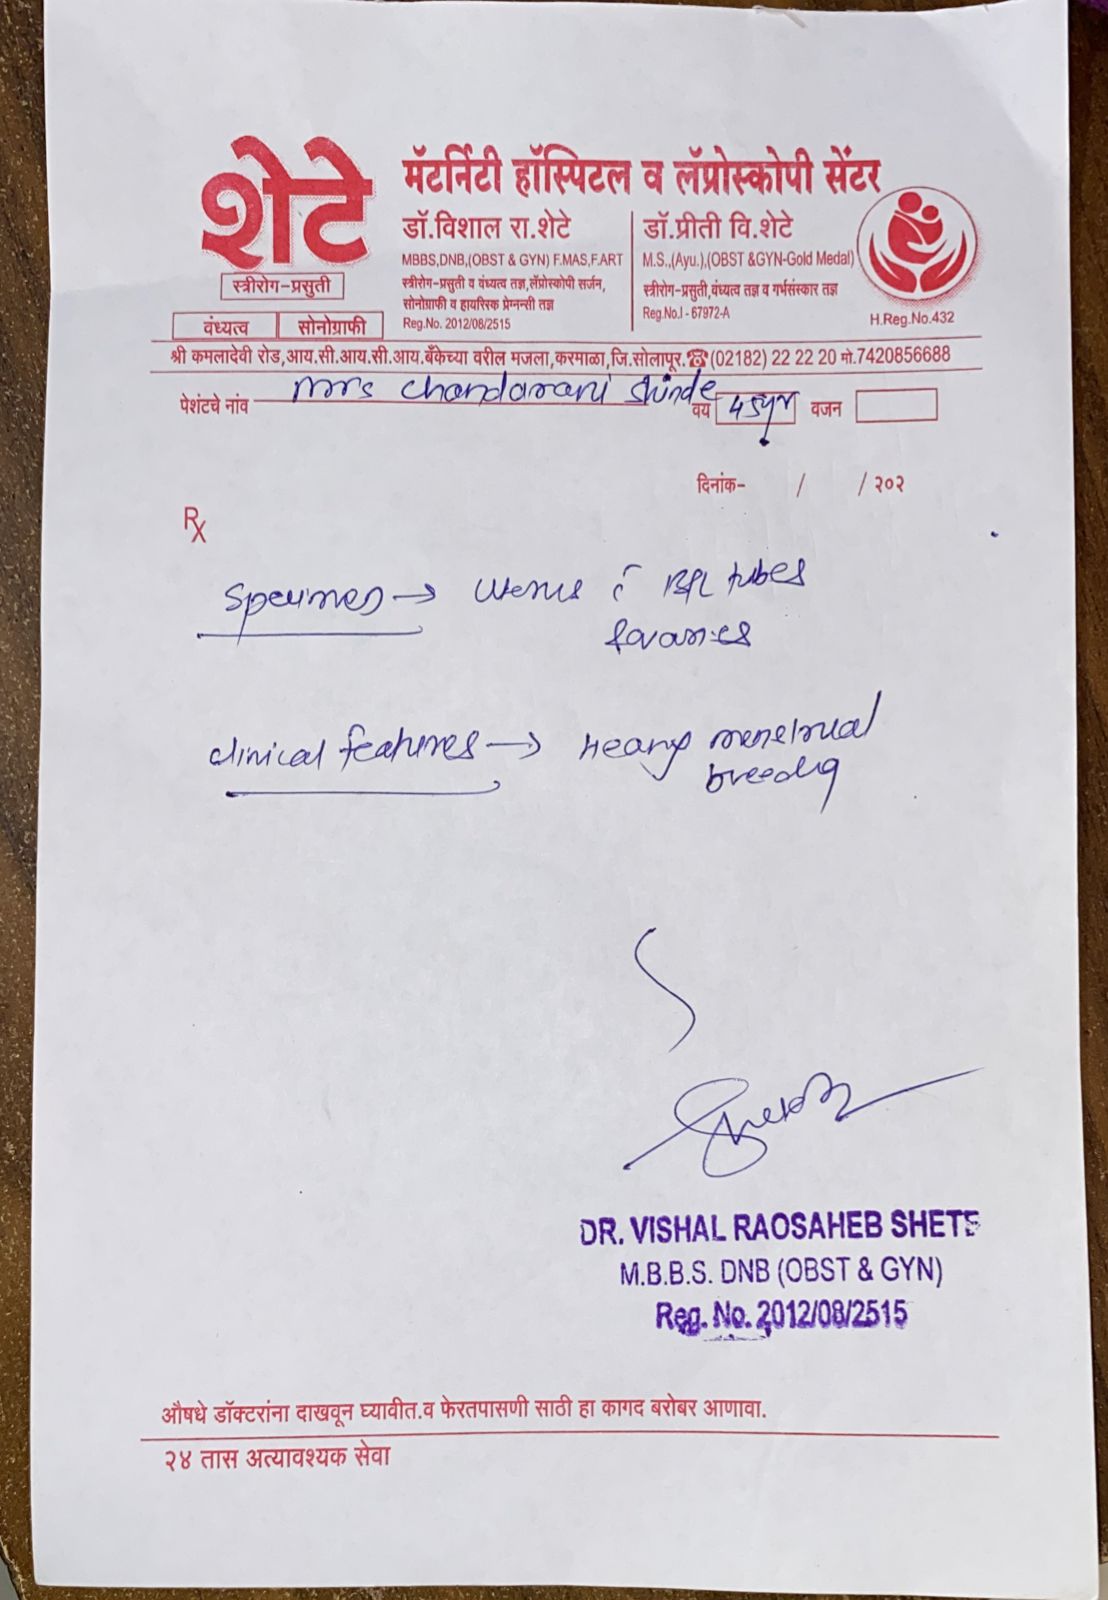 शेटे
स्त्रीरोग-प्रसुती
वंध्यत्व सोनोग्राफी
मॅटर्निटी हॉस्पिटल व लॅप्रोस्कोपी सेंटर
डॉ.विशाल रा.शेटे
MBBS,DNB,(OBST & GYN) F.MAS,F.ART
स्त्रीरोग-प्रसुती व वंध्यत्व तज्ञ,लॅप्रोस्कोपी सर्जन,
सोनोग्राफी व हायरिस्क प्रेग्नन्सी तज्ञ
Reg.No. 2012/08/2515
डॉ.प्रीती वि.शेटे
M.S.,(Ayu.),(OBST &GYN-Gold Medal)
स्त्रीरोग-प्रसुती,वंध्यत्व तज्ञ व गर्भसंस्कार तज्ञ
Reg.No.I - 67972-A
H.Reg.No.432
श्री कमलादेवी रोड,आय.सी.आय.सी.आय.बँकेच्या वरील मजला,करमाळा,जि.सोलापूर.☎(02182) 22 22 20 मो.7420856688
पेशंटचे नांव Mrs Chandarani Shinde वय 45yr वजन
दिनांक- / / २०२
Rx
Specimen → Uterus c̄ B/L tubes
& ovaries
clinical features → Heavy menstrual
breeding
DR. VISHAL RAOSAHEB SHETE
M.B.B.S. DNB (OBST & GYN)
Reg. No. 2012/08/2515
औषधे डॉक्टरांना दाखवून घ्यावीत.व फेरतपासणी साठी हा कागद बरोबर आणावा.
२४ तास अत्यावश्यक सेवा